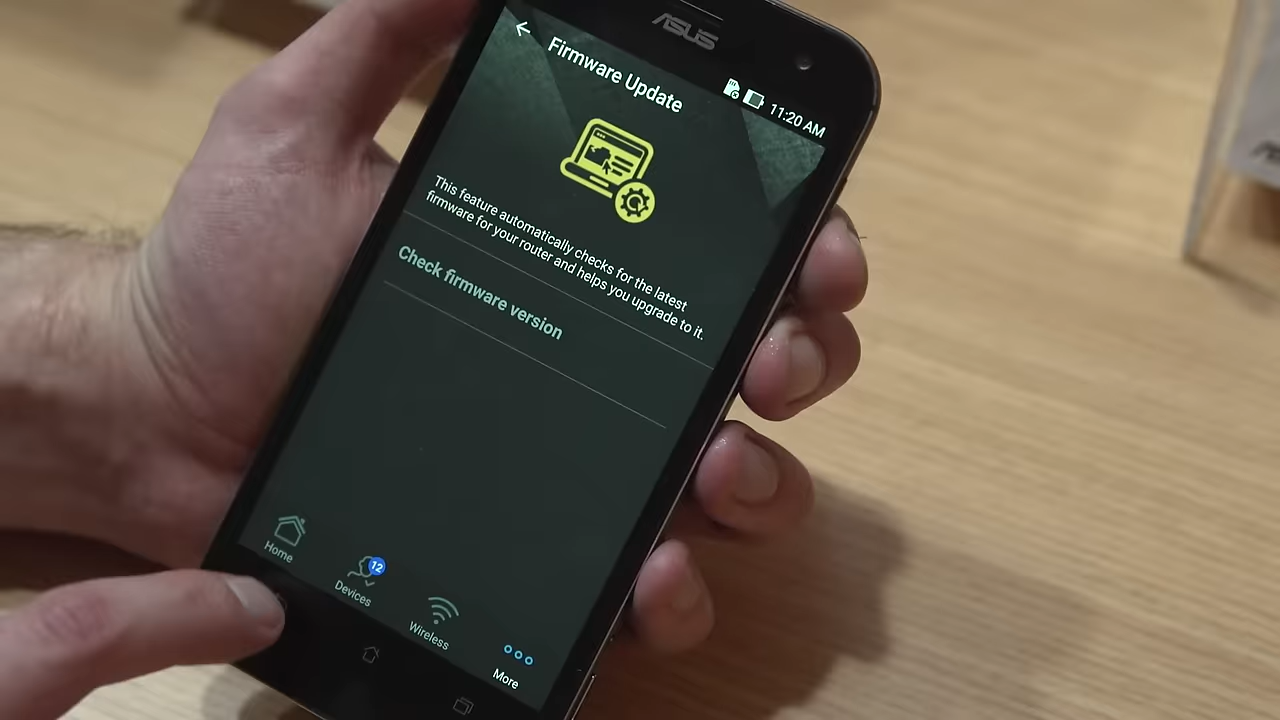 ASUS
11:20 AM
Firmware Update
This feature automatically checks for the latest
firmware for your router and helps you upgrade to it.
Check firmware version
Home
12
Devices
Wireless
More